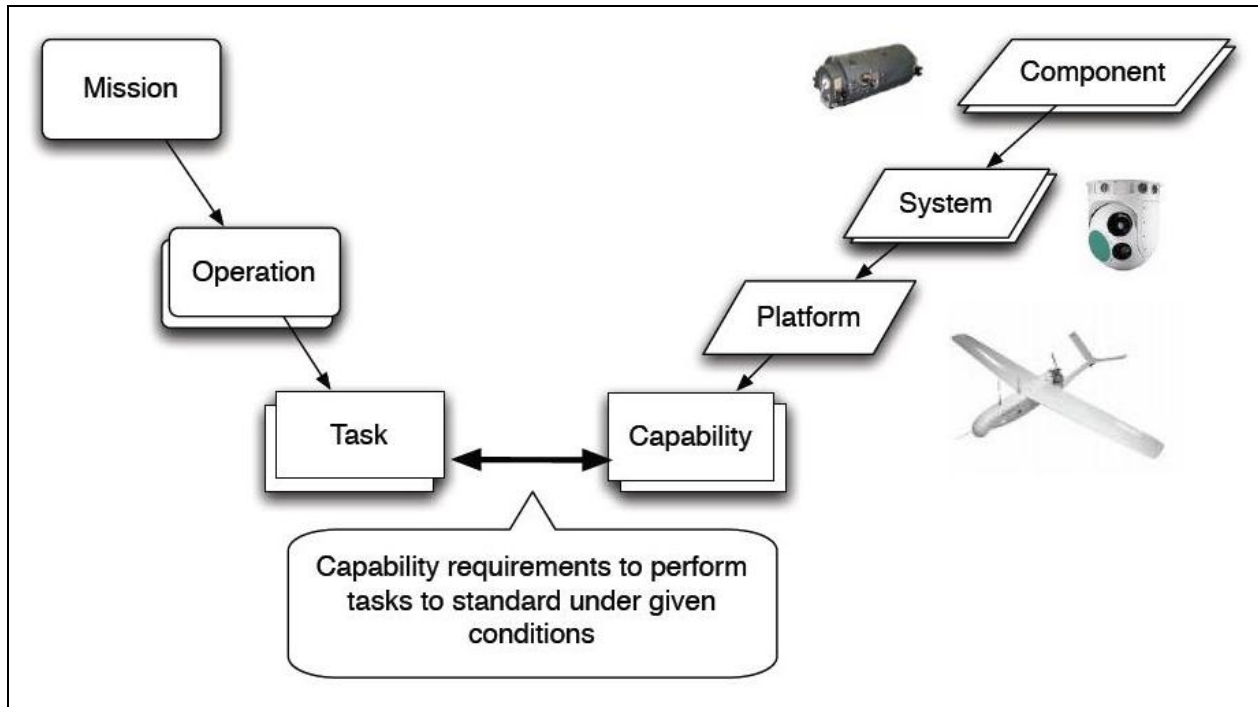 Mission
Operation
Task
Component
System
Platform
Capability
Capability requirements to perform
tasks to standard under given
conditions